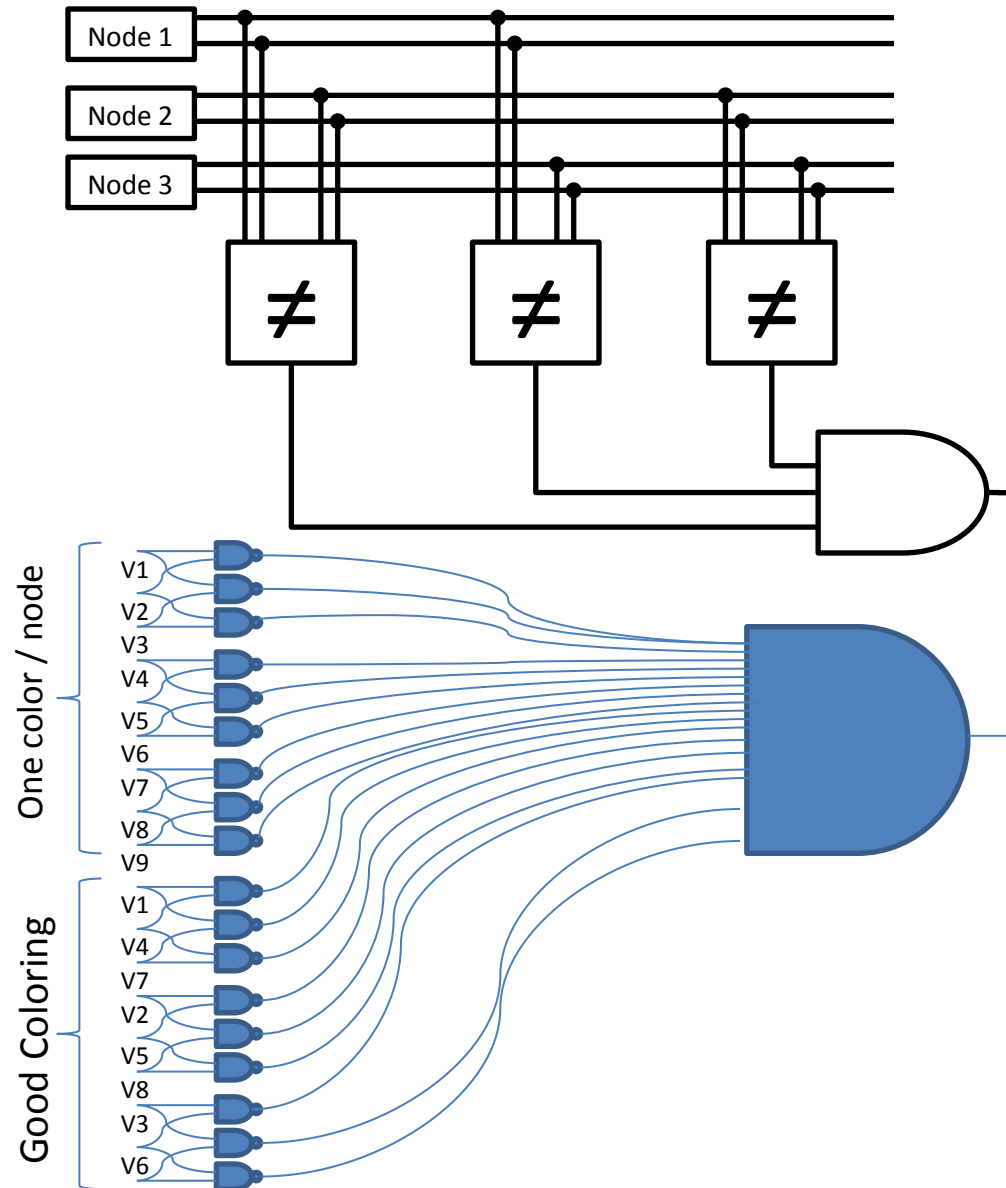 Node 1
Node 2
Node 3
≠ ≠ ≠
One color / node
V1
V2
V3
V4
V5
V6
V7
V8
V9
Good Coloring
V1
V4
V7
V2
V5
V8
V3
V6